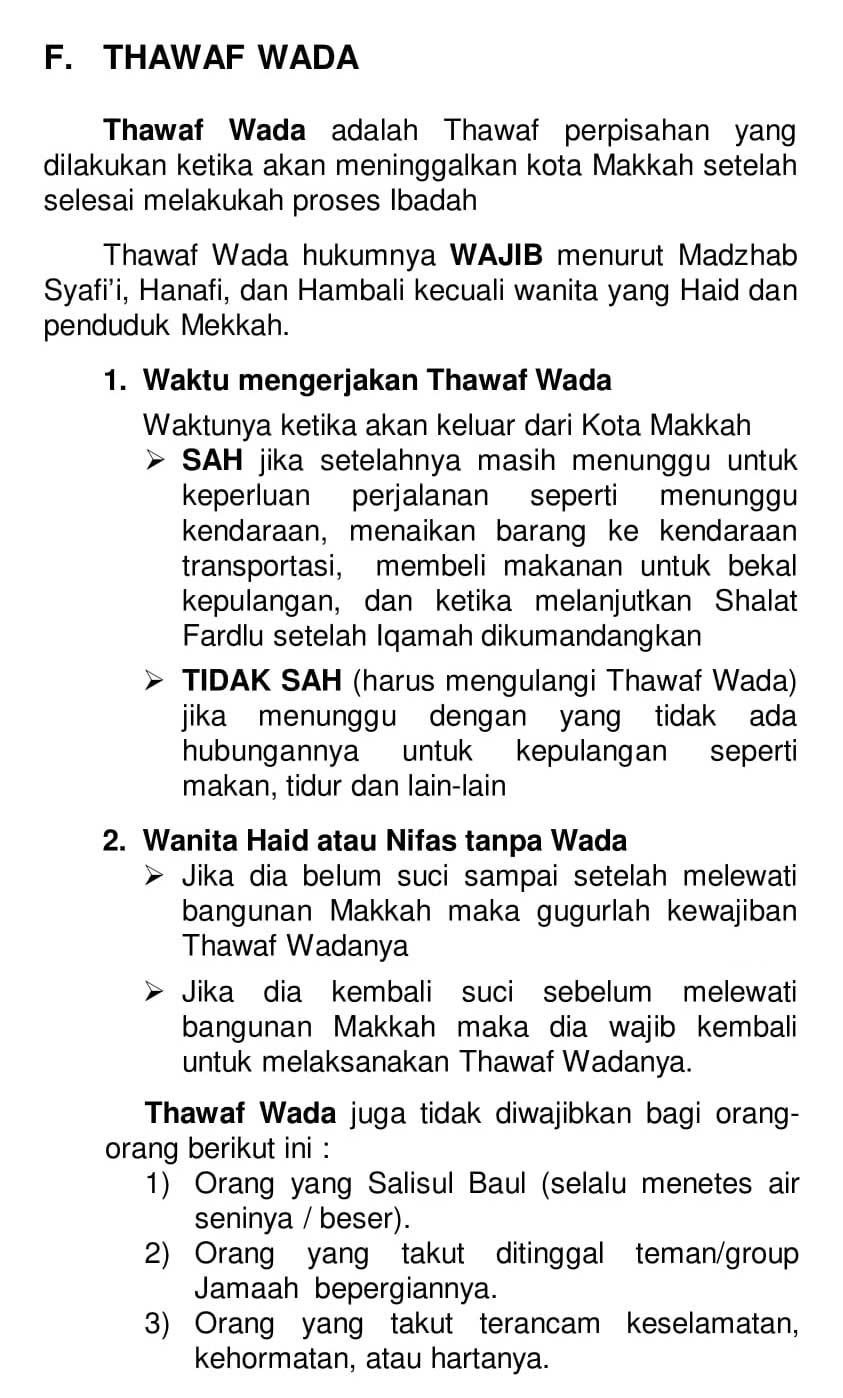 F. THAWAF WADA
Thawaf Wada adalah Thawaf perpisahan yang
dilakukan ketika akan meninggalkan kota Makkah setelah
selesai melakukah proses Ibadah
Thawaf Wada hukumnya WAJIB menurut Madzhab
Syafi'i, Hanafi, dan Hambali kecuali wanita yang Haid dan
penduduk Mekkah.
1. Waktu mengerjakan Thawaf Wada
Waktunya ketika akan keluar dari Kota Makkah
➢ SAH jika setelahnya masih menunggu untuk
keperluan perjalanan seperti menunggu
kendaraan, menaikan barang ke kendaraan
transportasi, membeli makanan untuk bekal
kepulangan, dan ketika melanjutkan Shalat
Fardlu setelah Iqamah dikumandangkan
➢ TIDAK SAH (harus mengulangi Thawaf Wada)
jika menunggu dengan yang tidak ada
hubungannya untuk kepulangan seperti
makan, tidur dan lain-lain
2. Wanita Haid atau Nifas tanpa Wada
➢ Jika dia belum suci sampai setelah melewati
bangunan Makkah maka gugurlah kewajiban
Thawaf Wadanya
➢ Jika dia kembali suci sebelum melewati
bangunan Makkah maka dia wajib kembali
untuk melaksanakan Thawaf Wadanya.
Thawaf Wada juga tidak diwajibkan bagi orang-
orang berikut ini :
1) Orang yang Salisul Baul (selalu menetes air
seninya / beser).
2) Orang yang takut ditinggal teman/group
Jamaah bepergiannya.
3) Orang yang takut terancam keselamatan,
kehormatan, atau hartanya.